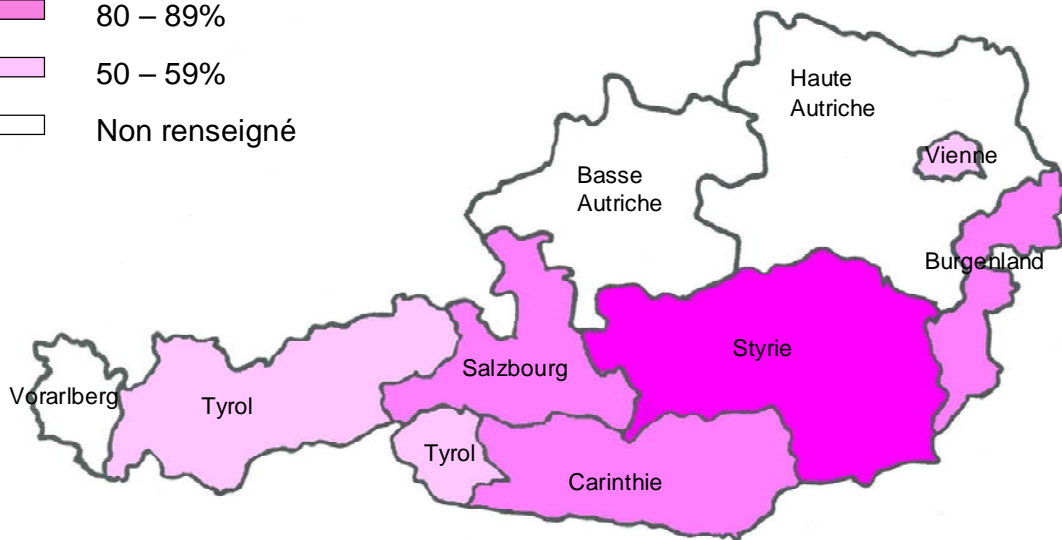 80 – 89%
50 – 59%
Non renseigné
Haute
Autriche
Vienne
Basse
Autriche
Burgenland
Styrie
Salzbourg
Vorarlberg
Tyrol
Tyrol
Carinthie